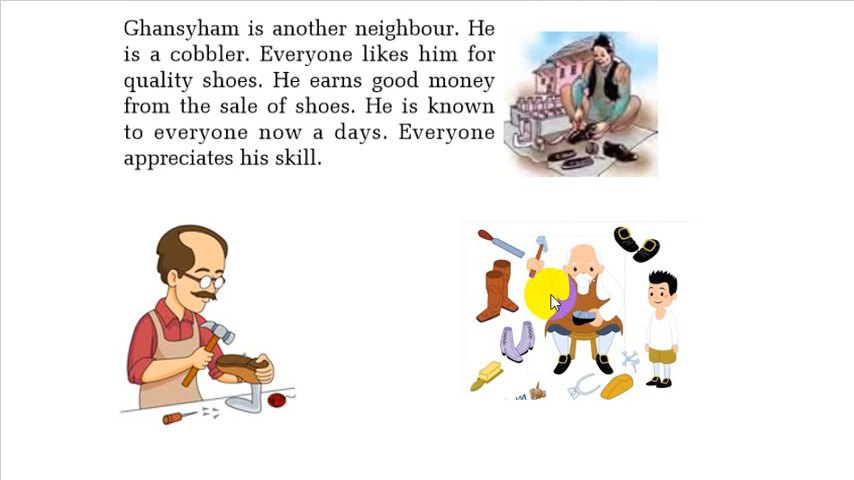 Ghansyham is another neighbour. He
is a cobbler. Everyone likes him for
quality shoes. He earns good money
from the sale of shoes. He is known
to everyone now a days. Everyone
appreciates his skill.